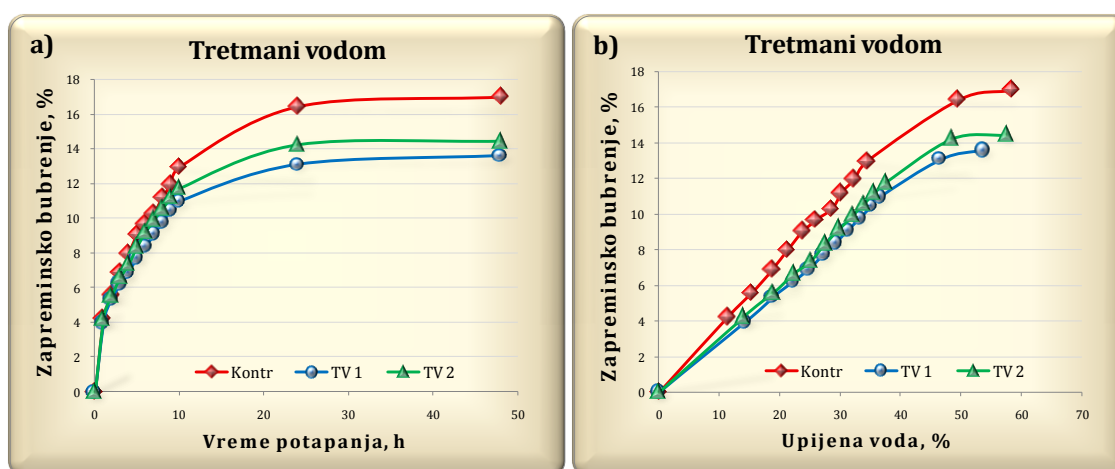 a)
Tretmani vodom
Zapreminsko bubrenje, %
18
16
14
12
10
8
6
4
2
0
Kontr TV 1 TV 2
0 10 20 30 40 50
Vreme potapanja, h
b)
Tretmani vodom
Zapreminsko bubrenje, %
18
16
14
12
10
8
6
4
2
0
Kontr TV 1 TV 2
0 10 20 30 40 50 60 70
Upijena voda, %